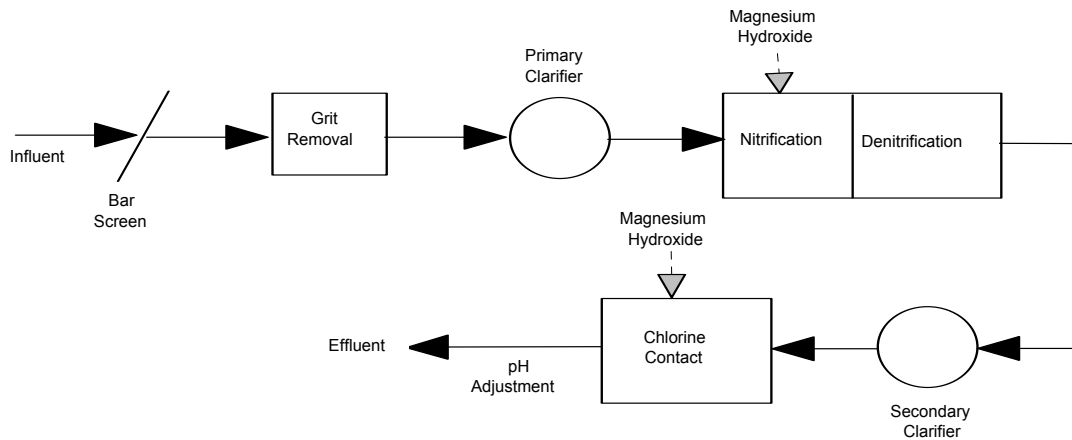 Magnesium
Hydroxide
Primary
Clarifier
Grit
Removal
Nitrification
Denitrification
Influent
Bar
Screen
Magnesium
Hydroxide
Effluent
Chlorine
Contact
pH
Adjustment
Secondary
Clarifier